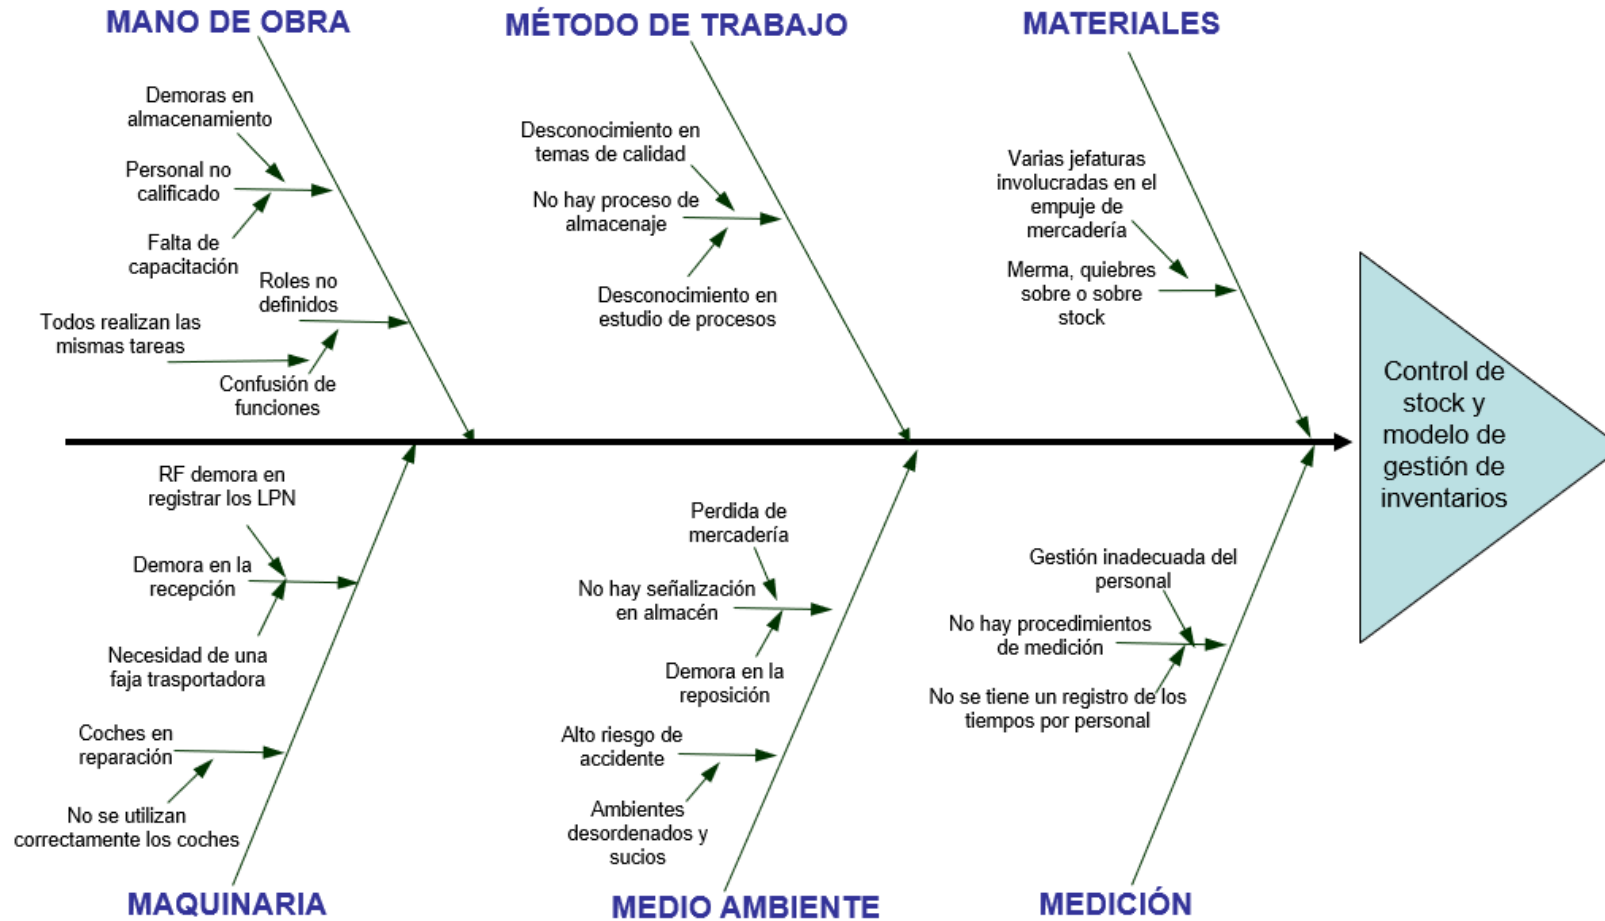 MANO DE OBRA
MÉTODO DE TRABAJO
MATERIALES
Demoras en
almacenamiento
Personal no
calificado
Falta de
capacitación
Roles no
definidos
Todos realizan las
mismas tareas
Confusión de
funciones
Desconocimiento en
temas de calidad
No hay proceso de
almacenaje
Desconocimiento en
estudio de procesos
Varias jefaturas
involucradas en el
empuje de
mercadería
Merma, quiebres
sobre o sobre
stock
Control de
stock y
modelo de
gestión de
inventarios
RF demora en
registrar los LPN
Demora en la
recepción
Necesidad de una
faja trasportadora
Coches en
reparación
No se utilizan
correctamente los coches
Perdida de
mercadería
No hay señalización
en almacén
Demora en la
reposición
Alto riesgo de
accidente
Ambientes
desordenados y
sucios
Gestión inadecuada del
personal
No hay procedimientos
de medición
No se tiene un registro de los
tiempos por personal
MAQUINARIA
MEDIO AMBIENTE
MEDICIÓN